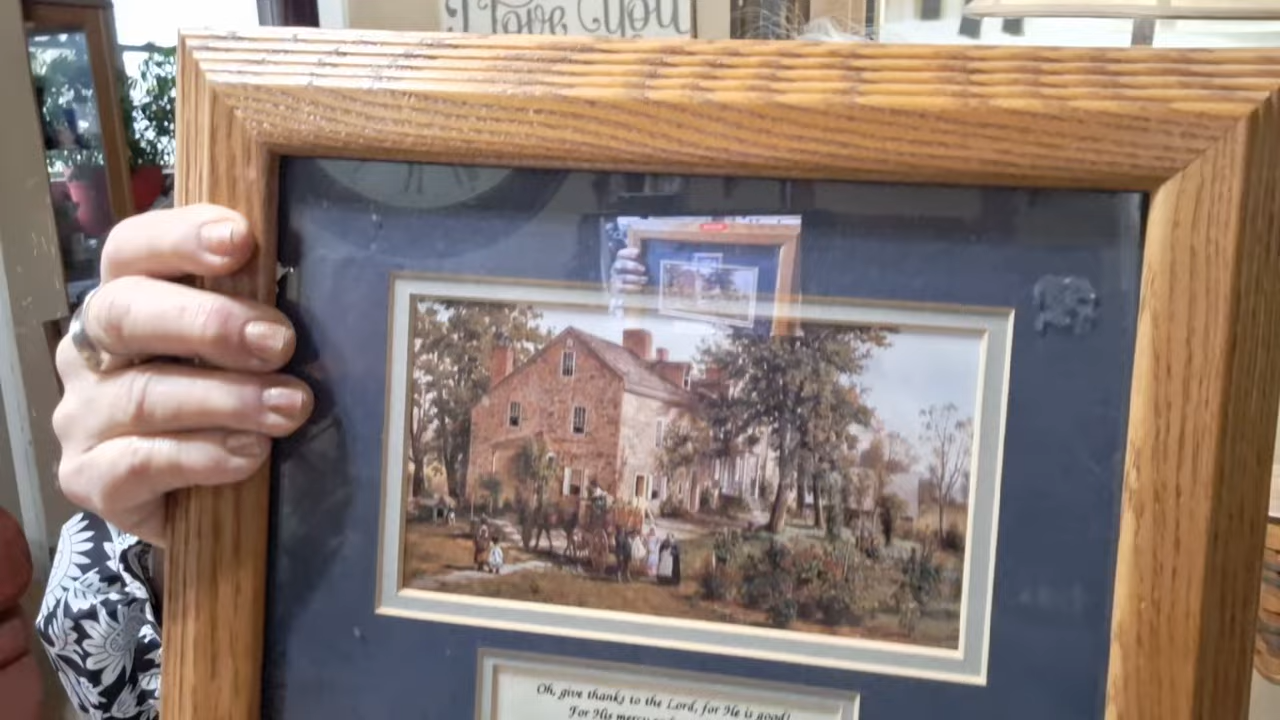 I love you
Oh, give thanks to the Lord, for He is good!
For His mercy